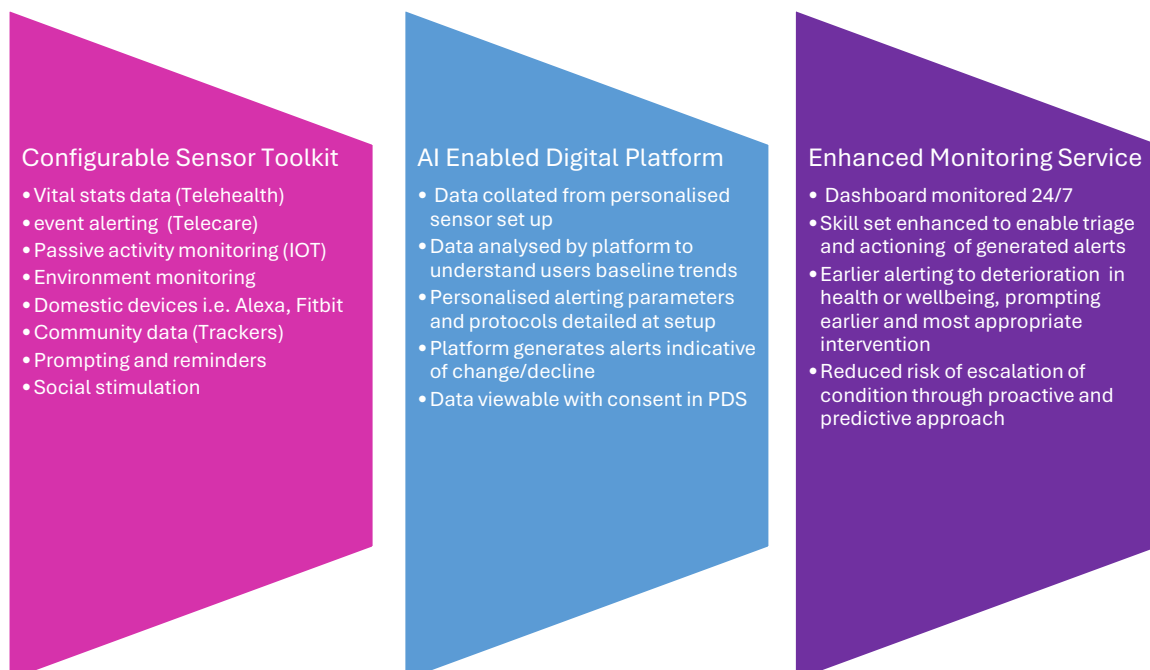 Configurable Sensor Toolkit
•Vital stats data (Telehealth)
•event alerting (Telecare)
•Passive activity monitoring (IOT)
•Environment monitoring
•Domestic devices i.e. Alexa, Fitbit
•Community data (Trackers)
•Prompting and reminders
•Social stimulation
AI Enabled Digital Platform
• Data collated from personalised
sensor set up
•Data analysed by platform to
understand users baseline trends
•Personalised alerting parameters
and protocols detailed at setup
•Platform generates alerts indicative
of change/decline
•Data viewable with consent in PDS
Enhanced Monitoring Service
• Dashboard monitored 24/7
•Skill set enhanced to enable triage
and actioning of generated alerts
•Earlier alerting to deterioration in
health or wellbeing, prompting
earlier and most appropriate
intervention
•Reduced risk of escalation of
condition through proactive and
predictive approach